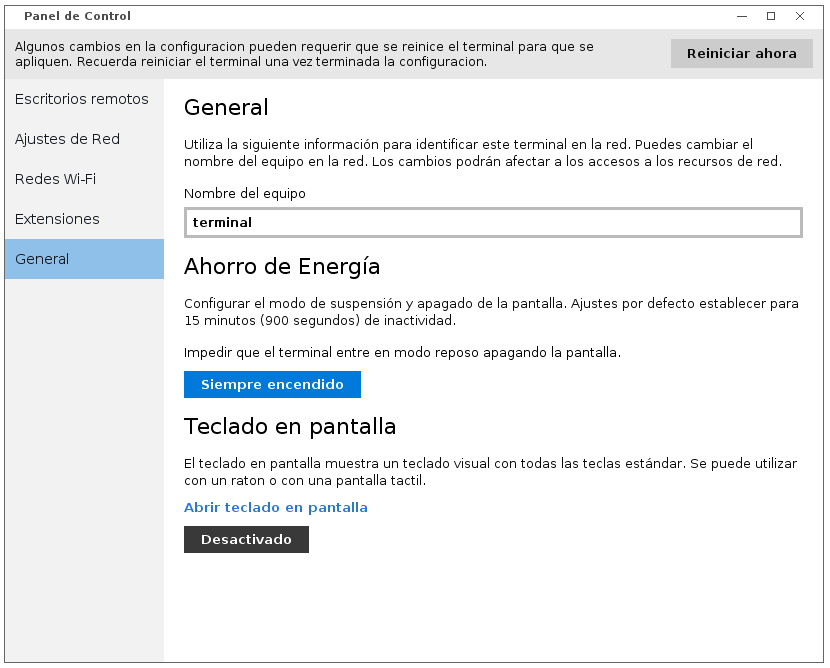 Panel de Control
Algunos cambios en la configuracion pueden requerir que se reinice el terminal para que se
apliquen. Recuerda reiniciar el terminal una vez terminada la configuracion.
Reiniciar ahora
Escritorios remotos
Ajustes de Red
Redes Wi-Fi
Extensiones
General
General
Utiliza la siguiente información para identificar este terminal en la red. Puedes cambiar el
nombre del equipo en la red. Los cambios podrán afectar a los accesos a los recursos de red.
Nombre del equipo
terminal
Ahorro de Energía
Configurar el modo de suspensión y apagado de la pantalla. Ajustes por defecto establecer para
15 minutos (900 segundos) de inactividad.
Impedir que el terminal entre en modo reposo apagando la pantalla.
Siempre encendido
Teclado en pantalla
El teclado en pantalla muestra un teclado visual con todas las teclas estándar. Se puede utilizar
con un raton o con una pantalla tactil.
Abrir teclado en pantalla
Desactivado